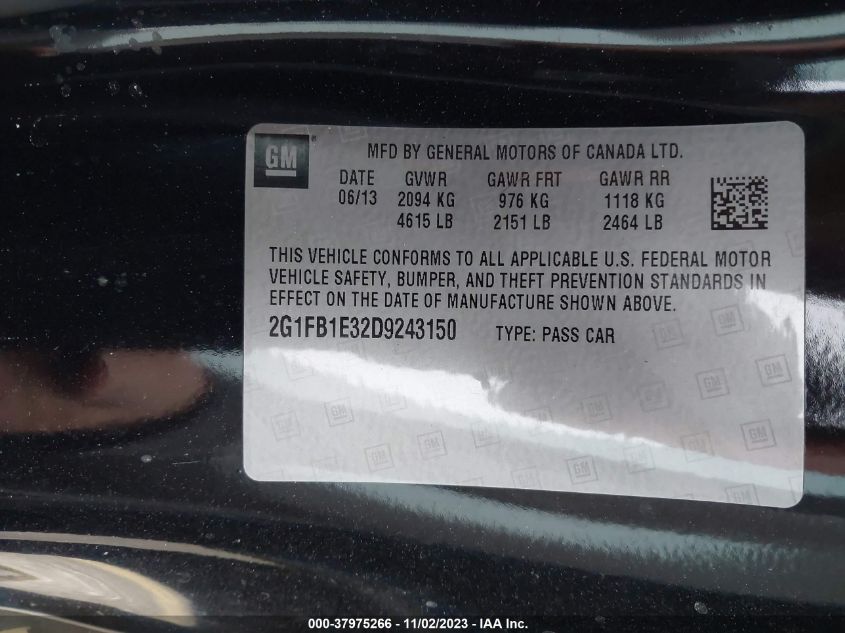 GM ®
MFD BY GENERAL MOTORS OF CANADA LTD.
DATE GVWR GAWR FRT GAWR RR
06/13 2094 KG 976 KG 1118 KG
4615 LB 2151 LB 2464 LB
THIS VEHICLE CONFORMS TO ALL APPLICABLE U.S. FEDERAL MOTOR
VEHICLE SAFETY, BUMPER, AND THEFT PREVENTION STANDARDS IN
EFFECT ON THE DATE OF MANUFACTURE SHOWN ABOVE.
2G1FB1E32D9243150 TYPE: PASS CAR
000-37975266 - 11/02/2023 - IAA Inc.